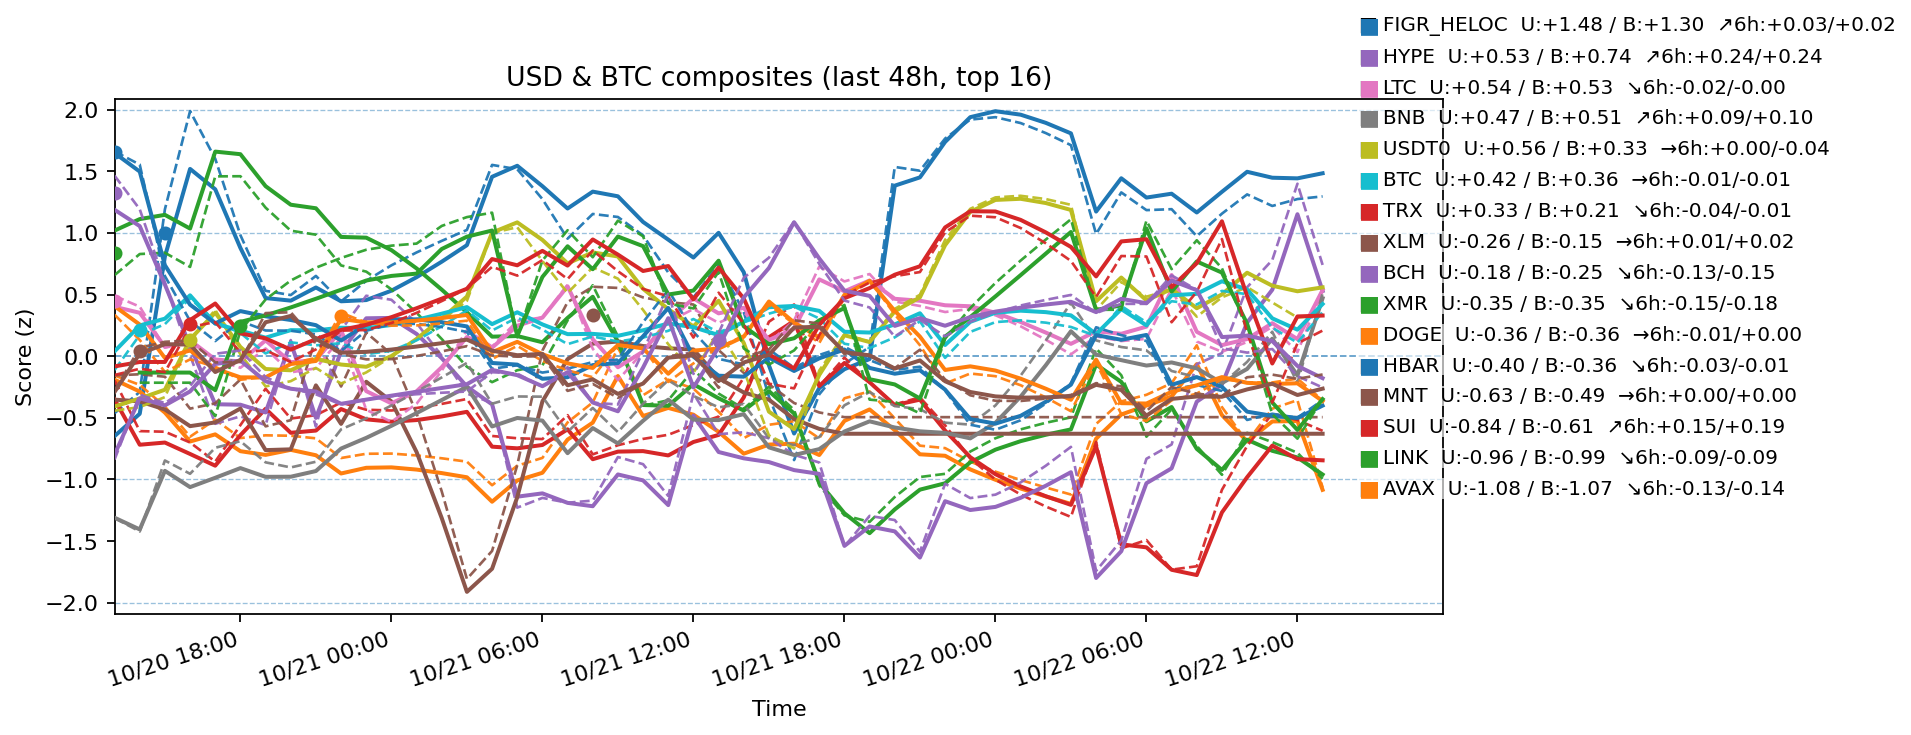 FIGR_HELOC  U:+1.48 / B:+1.30  ↗6h:+0.03/+0.02
HYPE  U:+0.53 / B:+0.74  ↗6h:+0.24/+0.24
USD & BTC composites (last 48h, top 16)
LTC  U:+0.54 / B:+0.53  ↘6h:-0.02/-0.00
BNB  U:+0.47 / B:+0.51  ↗6h:+0.09/+0.10
USDT0  U:+0.56 / B:+0.33  →6h:+0.00/-0.04
BTC  U:+0.42 / B:+0.36  →6h:-0.01/-0.01
TRX  U:+0.33 / B:+0.21  ↘6h:-0.04/-0.01
XLM  U:-0.26 / B:-0.15  →6h:+0.01/+0.02
BCH  U:-0.18 / B:-0.25  ↘6h:-0.13/-0.15
XMR  U:-0.35 / B:-0.35  ↘6h:-0.15/-0.18
DOGE  U:-0.36 / B:-0.36  →6h:-0.01/+0.00
HBAR  U:-0.40 / B:-0.36  ↘6h:-0.03/-0.01
MNT  U:-0.63 / B:-0.49  →6h:+0.00/+0.00
SUI  U:-0.84 / B:-0.61  ↗6h:+0.15/+0.19
LINK  U:-0.96 / B:-0.99  ↘6h:-0.09/-0.09
AVAX  U:-1.08 / B:-1.07  ↘6h:-0.13/-0.14
Score (z)
2.0
1.5
1.0
0.5
0.0
−0.5
−1.0
−1.5
−2.0
10/20 18:00
10/21 00:00
10/21 06:00
10/21 12:00
10/21 18:00
10/22 00:00
10/22 06:00
10/22 12:00
Time